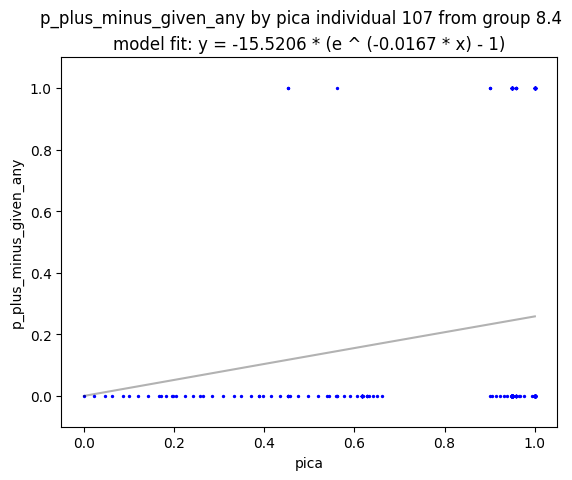 p_plus_minus_given_any by pica individual 107 from group 8.4
model fit: y = -15.5206 * (e ^ (-0.0167 * x) - 1)
p_plus_minus_given_any
1.0
0.8
0.6
0.4
0.2
0.0
0.0 0.2 0.4 0.6 0.8 1.0
pica